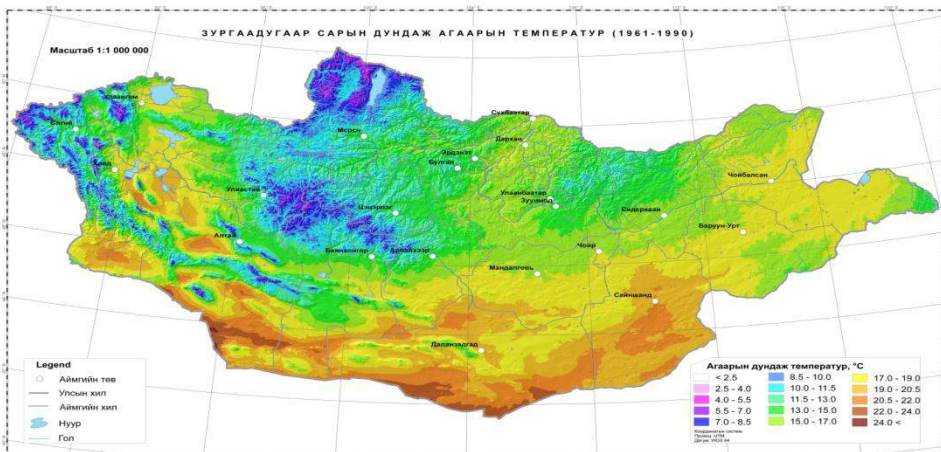 ЗУРГААДУГААР САРЫН ДУНДАЖ АГААРЫН ТЕМПЕРАТУР (1961-1990)
Масштаб 1:1 000 000
Улаангом
Өлгий
Ховд
Мөрөн
Сүхбаатар
Дархан
Эрдэнэт
Булган
Улиастай
Цэцэрлэг
Улаанбаатар
Зуунмод
Чойбалсан
Өндөрхаан
Баруун-Урт
Алтай
Баянхонгор
Арвайхээр
Чойр
Мандалговь
Сайншанд
Даланзадгад
Legend
Аймгийн төв
Улсын хил
Аймгийн хил
Нуур
Гол
Агаарын дундаж температур, °C
< 2.5
2.5 - 4.0
4.0 - 5.5
5.5 - 7.0
7.0 - 8.5
8.5 - 10.0
10.0 - 11.5
11.5 - 13.0
13.0 - 15.0
15.0 - 17.0
17.0 - 19.0
19.0 - 20.5
20.5 - 22.0
22.0 - 24.0
24.0 <